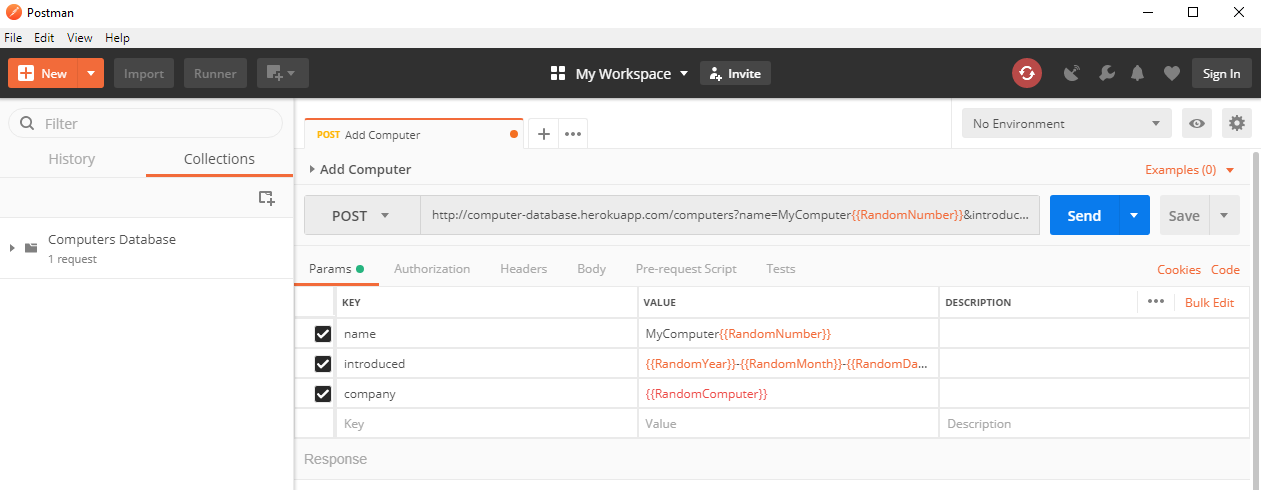 Postman
File Edit View Help
New Import Runner My Workspace Invite Sign In
Filter
History Collections
Computers Database
1 request
POST Add Computer
No Environment
Add Computer
Examples (0)
POST http://computer-database.herokuapp.com/computers?name=MyComputer{{RandomNumber}}&introduc... Send Save
Params Authorization Headers Body Pre-request Script Tests Cookies Code
KEY VALUE DESCRIPTION Bulk Edit
name MyComputer{{RandomNumber}}
introduced {{RandomYear}}-{{RandomMonth}}-{{RandomDa...
company {{RandomComputer}}
Key Value Description
Response